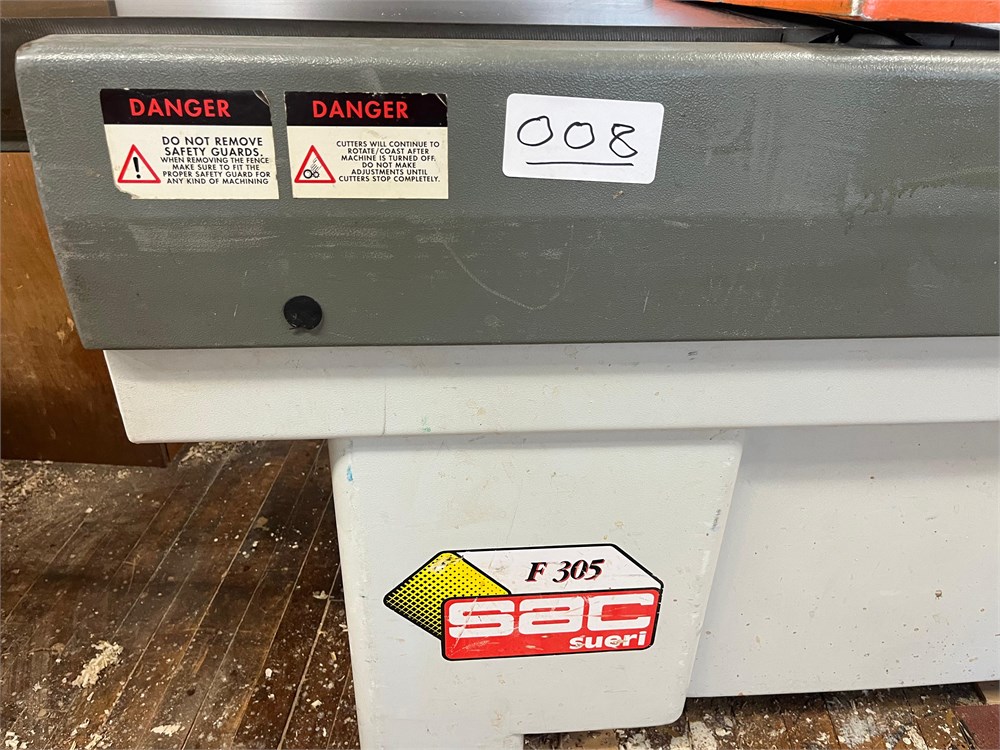 DANGER
DO NOT REMOVE
SAFETY GUARDS.
WHEN REMOVING THE FENCE
MAKE SURE TO FIT THE
PROPER SAFETY GUARD FOR
ANY KIND OF MACHINING
DANGER
CUTTERS WILL CONTINUE TO
ROTATE/COAST AFTER
MACHINE IS TURNED OFF.
DO NOT MAKE
ADJUSTMENTS UNTIL
CUTTERS STOP COMPLETELY.
008
F 305
sac
sueri